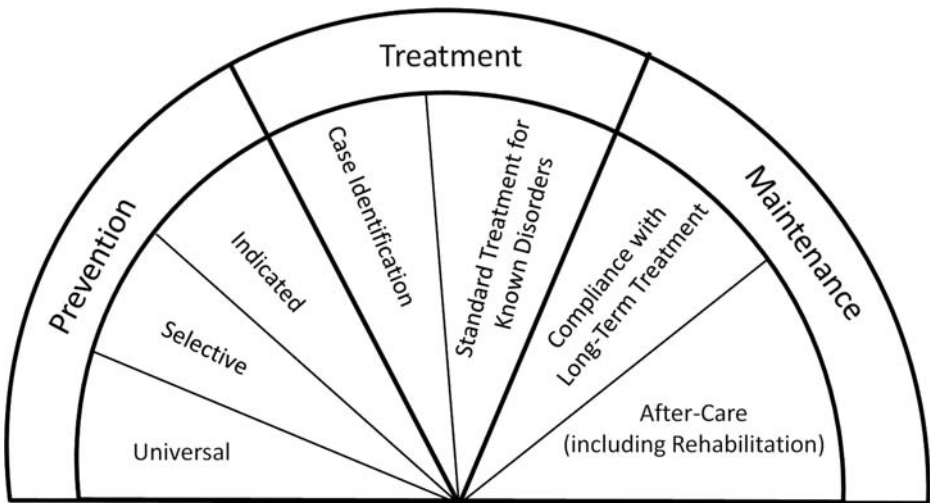 Prevention
Treatment
Maintenance
Universal
Selective
Indicated
Case Identification
Standard Treatment for
Known Disorders
Compliance with
Long-Term Treatment
After-Care
(including Rehabilitation)